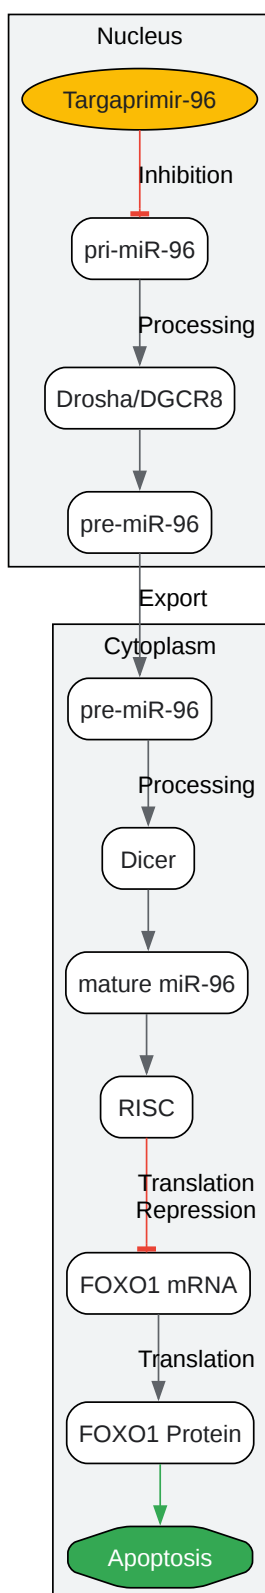 Nucleus
Targaprimir-96
Inhibition
pri-miR-96
Processing
Drosha/DGCR8
pre-miR-96
Export
Cytoplasm
pre-miR-96
Processing
Dicer
mature miR-96
RISC
Translation
Repression
FOXO1 mRNA
Translation
FOXO1 Protein
Apoptosis